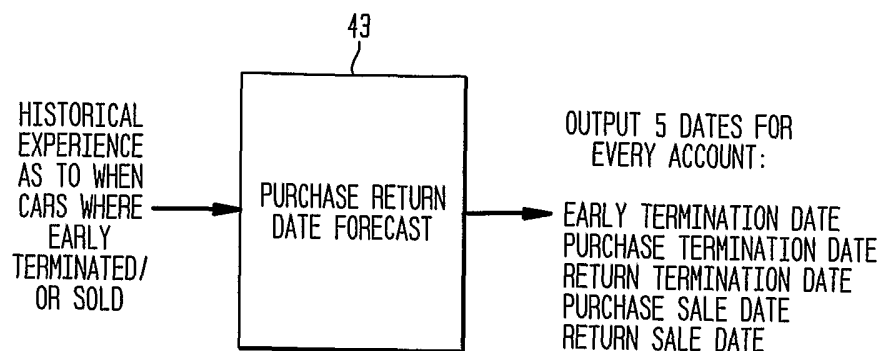 43
HISTORICAL
EXPERIENCE
AS TO WHEN
CARS WHERE
EARLY
TERMINATED/
OR SOLD
PURCHASE RETURN
DATE FORECAST
OUTPUT 5 DATES FOR
EVERY ACCOUNT:
EARLY TERMINATION DATE
PURCHASE TERMINATION DATE
RETURN TERMINATION DATE
PURCHASE SALE DATE
RETURN SALE DATE